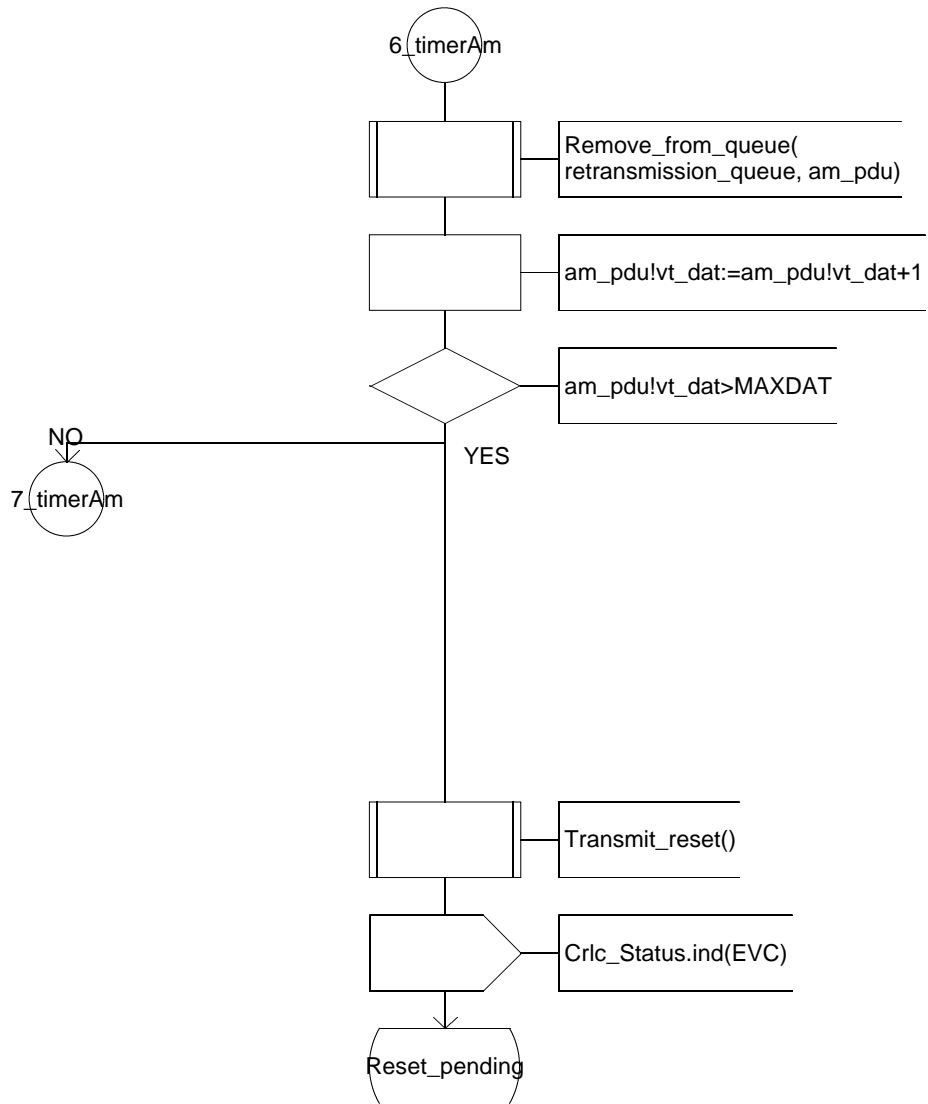 6_timerAm
Remove_from_queue(
retransmission_queue, am_pdu)
am_pdu!vt_dat:=am_pdu!vt_dat+1
am_pdu!vt_dat>MAXDAT
NO
YES
7_timerAm
Transmit_reset()
Crlc_Status.ind(EVC)
Reset_pending